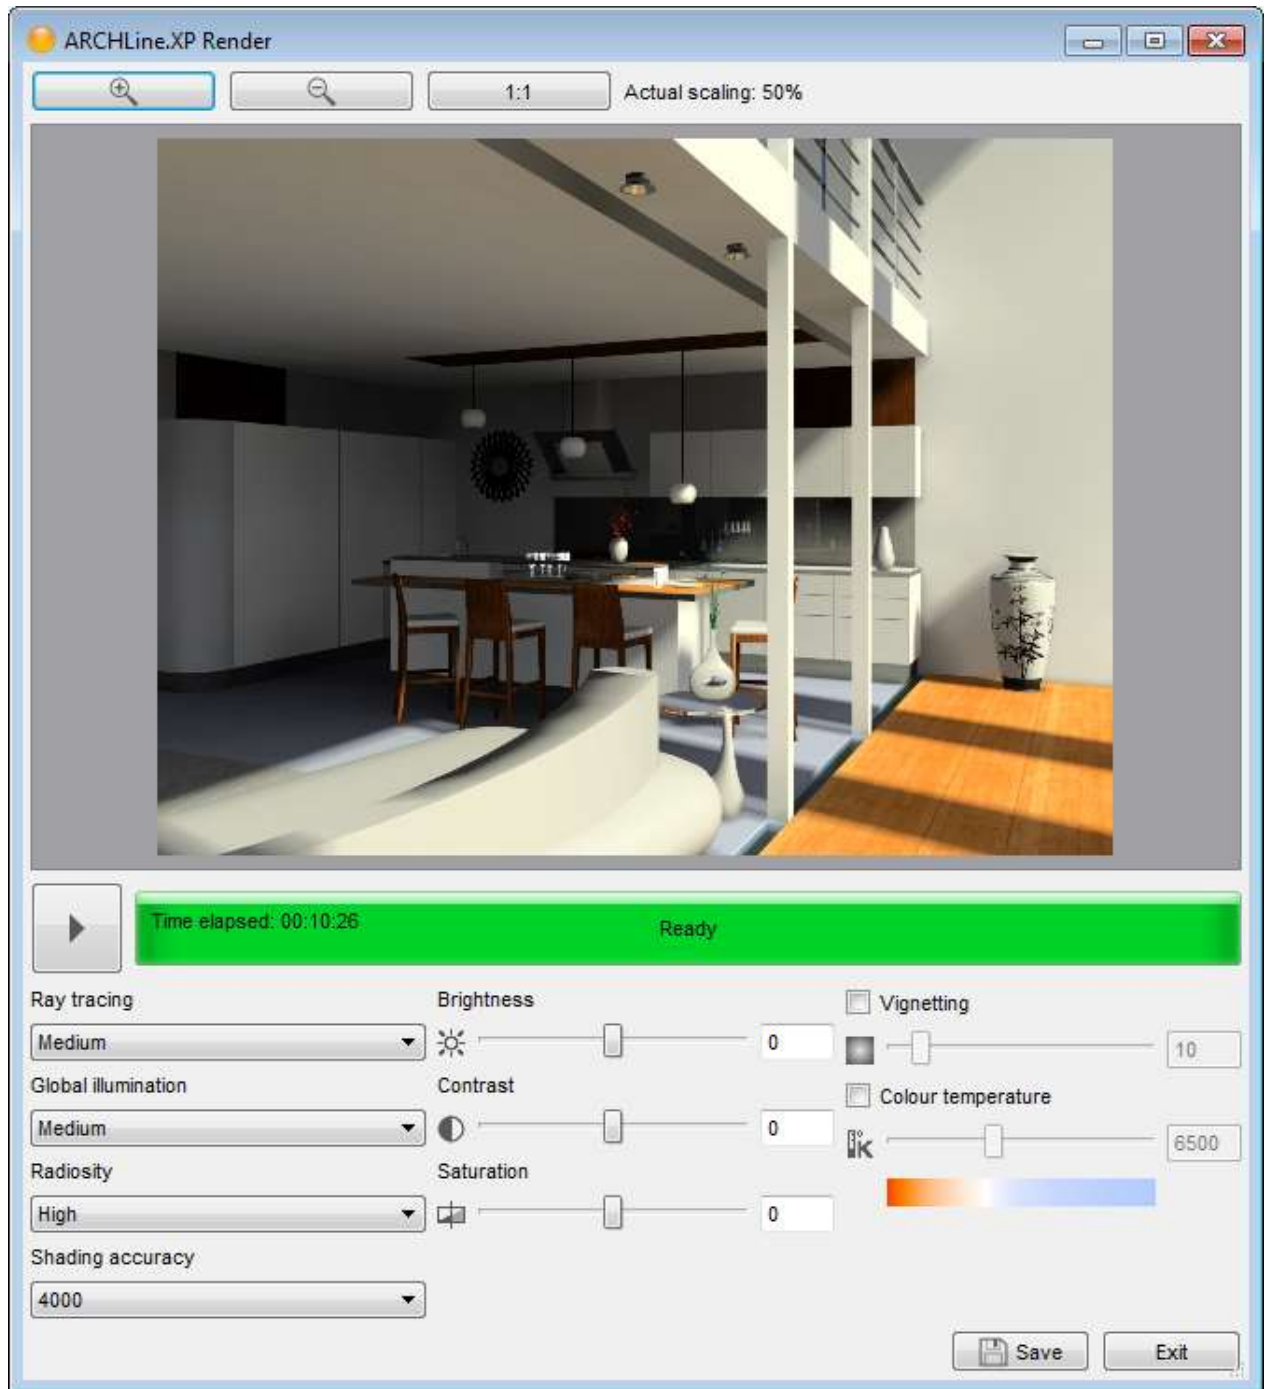 ARCHLine.XP Render
1:1
Actual scaling: 50%
Time elapsed: 00:10:26
Ready
Ray tracing
Medium
Global illumination
Medium
Radiosity
High
Shading accuracy
4000
Brightness
0
Contrast
0
Saturation
0
Vignetting
10
Colour temperature
K
6500
Save
Exit